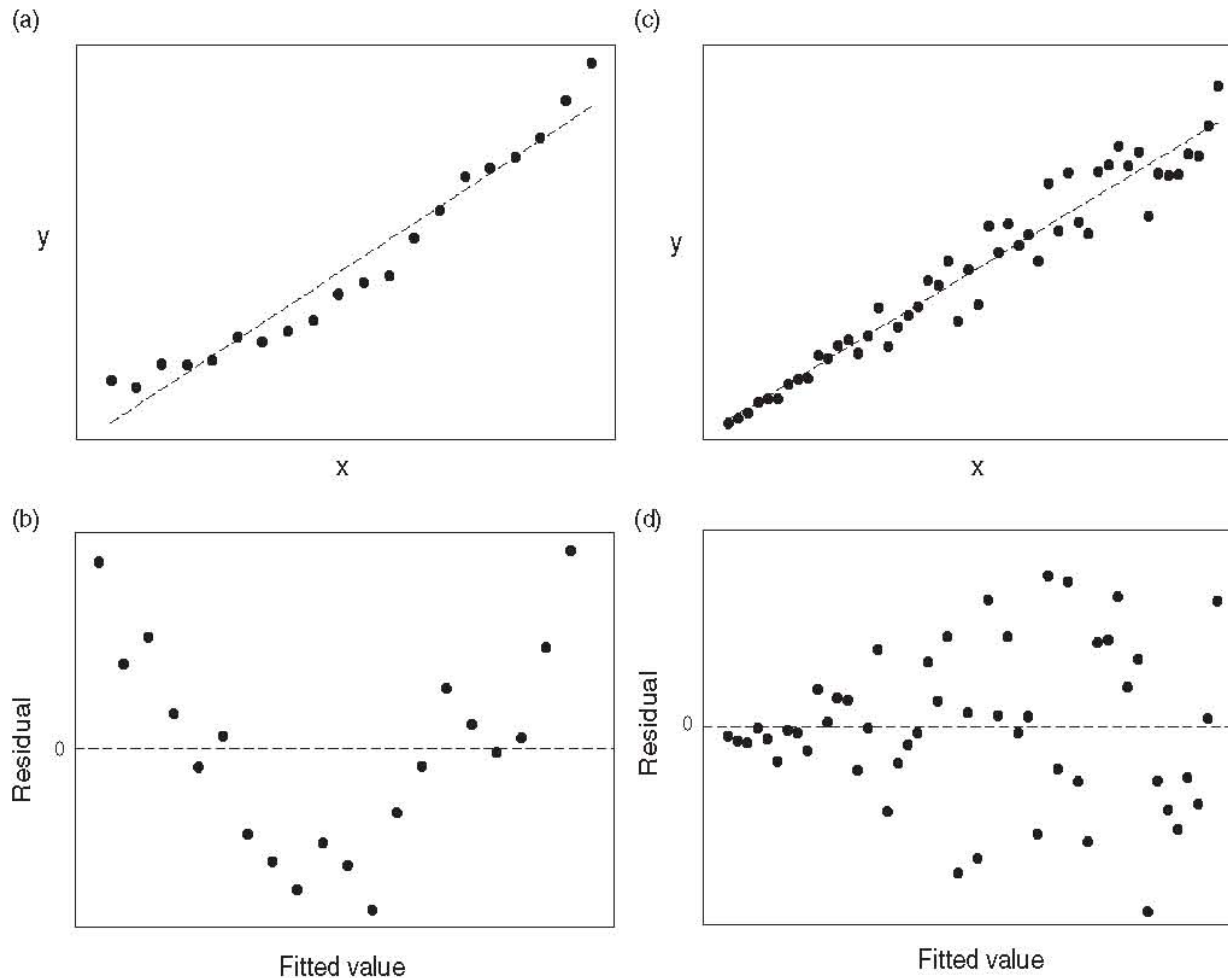 (a)
y
x
(c)
y
x
(b)
Residual
0
Fitted value
(d)
Residual
0
Fitted value